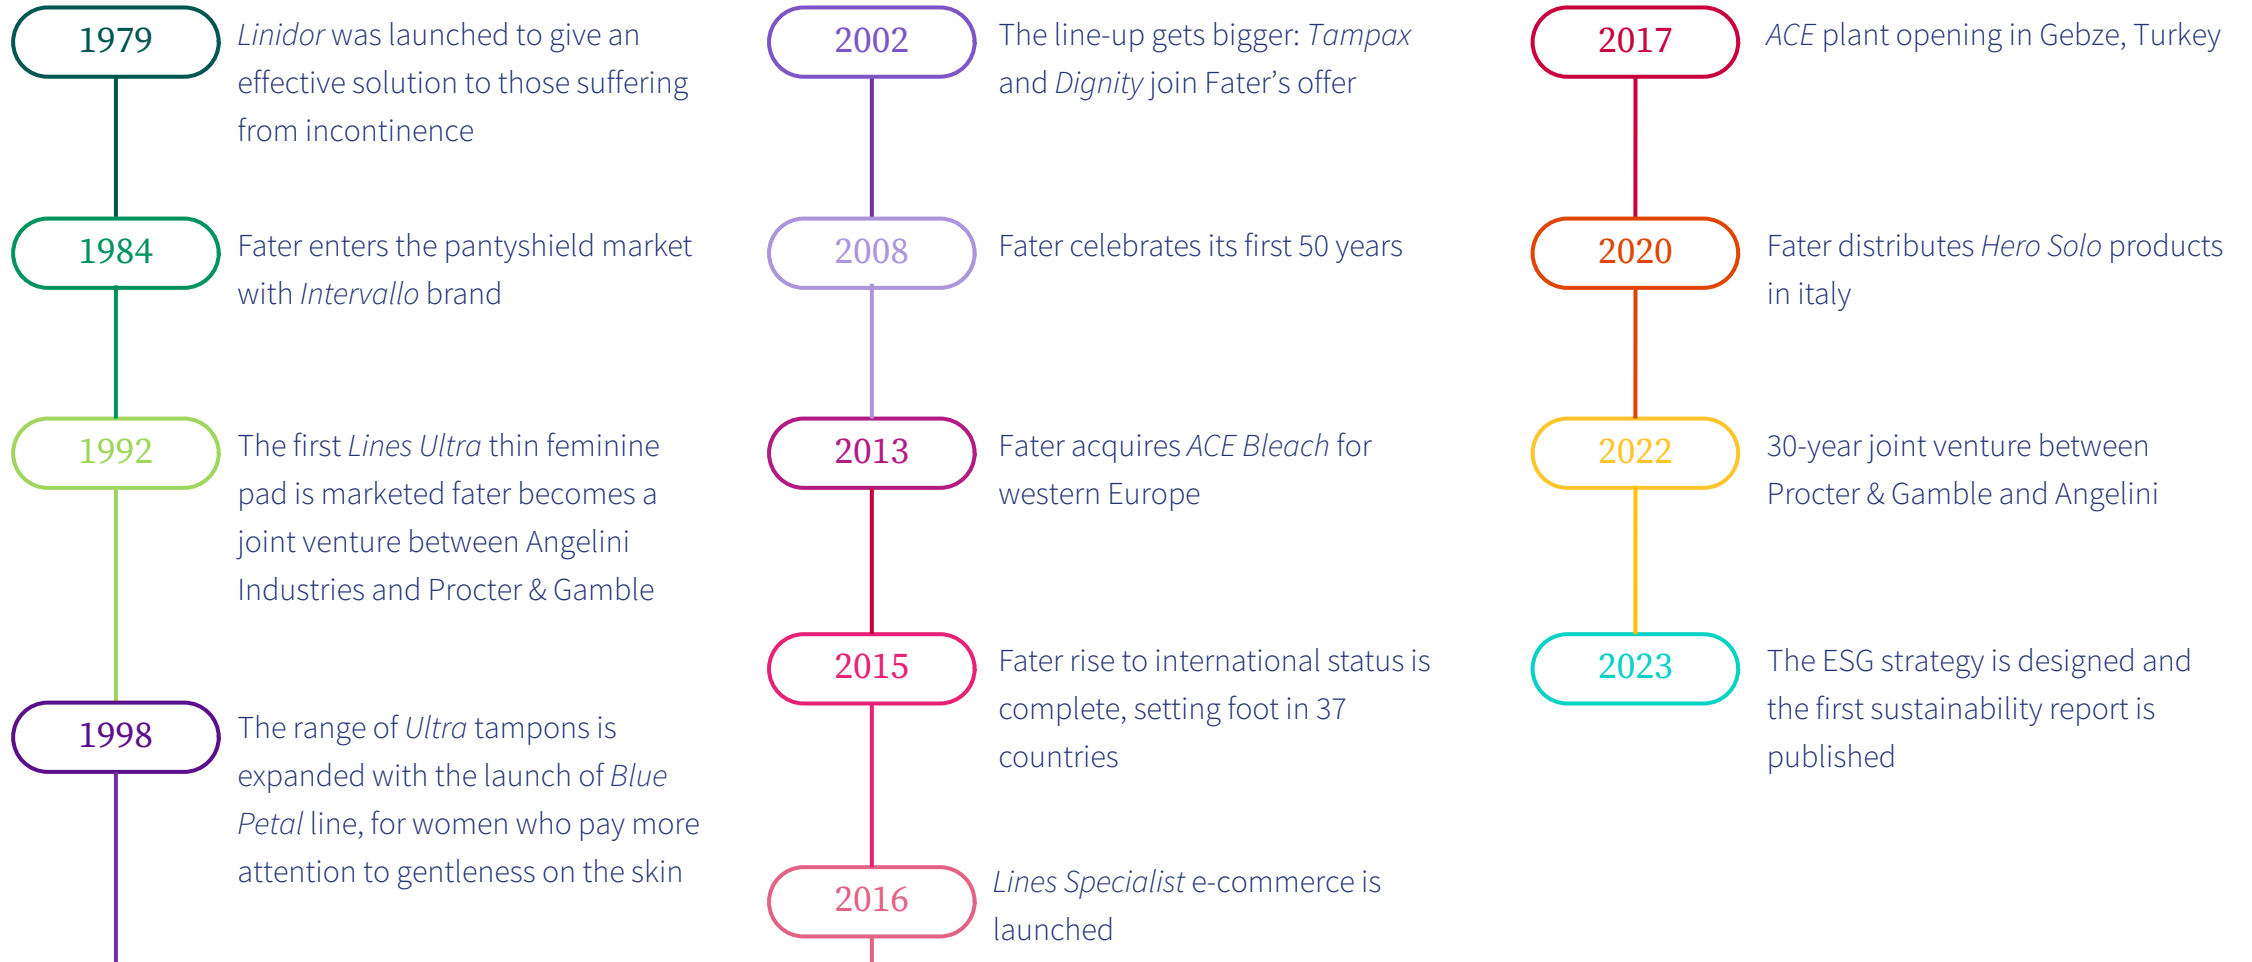 1979
Linidor was launched to give an
effective solution to those suffering
from incontinence
1984
Fater enters the pantyshield market
with Intervallo brand
1992
The first Lines Ultra thin feminine
pad is marketed fater becomes a
joint venture between Angelini
Industries and Procter & Gamble
1998
The range of Ultra tampons is
expanded with the launch of Blue
Petal line, for women who pay more
attention to gentleness on the skin
2002
The line-up gets bigger: Tampax
and Dignity join Fater’s offer
2008
Fater celebrates its first 50 years
2013
Fater acquires ACE Bleach for
western Europe
2015
Fater rise to international status is
complete, setting foot in 37
countries
2016
Lines Specialist e-commerce is
launched
2017
ACE plant opening in Gebze, Turkey
2020
Fater distributes Hero Solo products
in italy
2022
30-year joint venture between
Procter & Gamble and Angelini
2023
The ESG strategy is designed and
the first sustainability report is
published